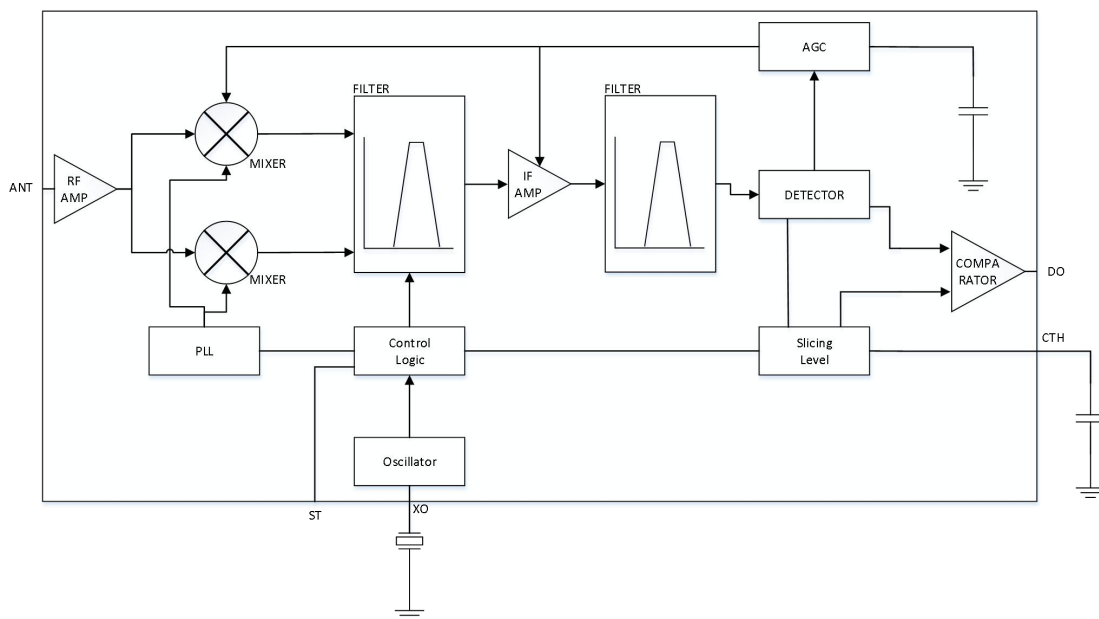 AGC
FILTER
FILTER
MIXER
ANT
RF
AMP
IF
AMP
DETECTOR
MIXER
COMPA
RATOR
DO
PLL
Control
Logic
Slicing
Level
CTH
Oscillator
ST
XO